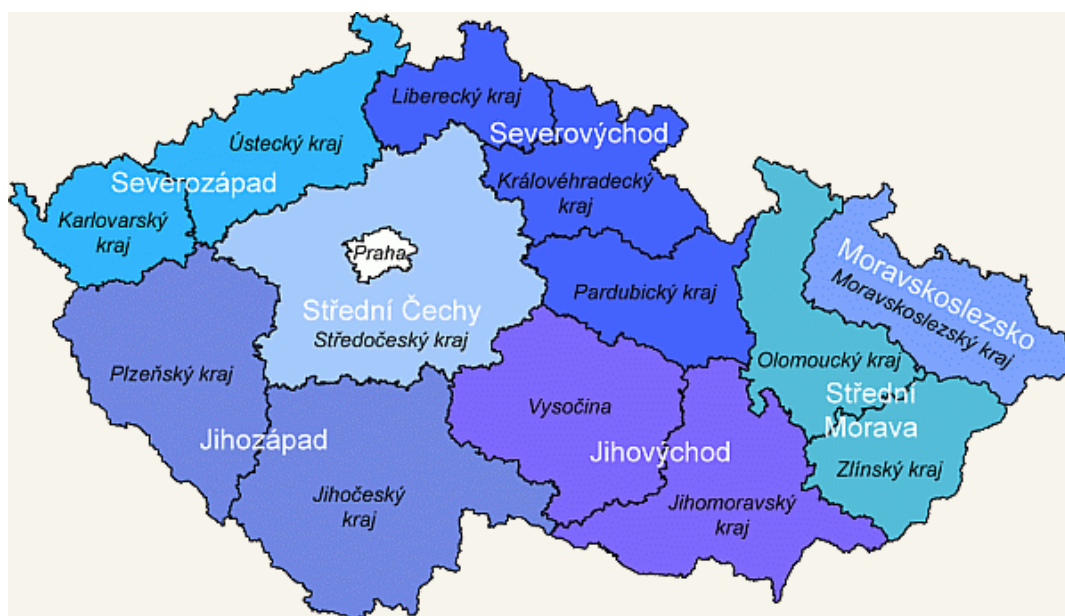 Liberecký kraj
Severovýchod
Ústecký kraj
Severozápad
Královéhradecký
kraj
Karlovarský
kraj
Praha
Moravskoslezsko
Moravskoslezský kraj
Pardubický kraj
Střední Čechy
Středočeský kraj
Plzeňský kraj
Olomoucký kraj
Střední
Morava
Vysočina
Jihozápad
Jihovýchod
Zlínský kraj
Jihočeský
kraj
Jihomoravský
kraj